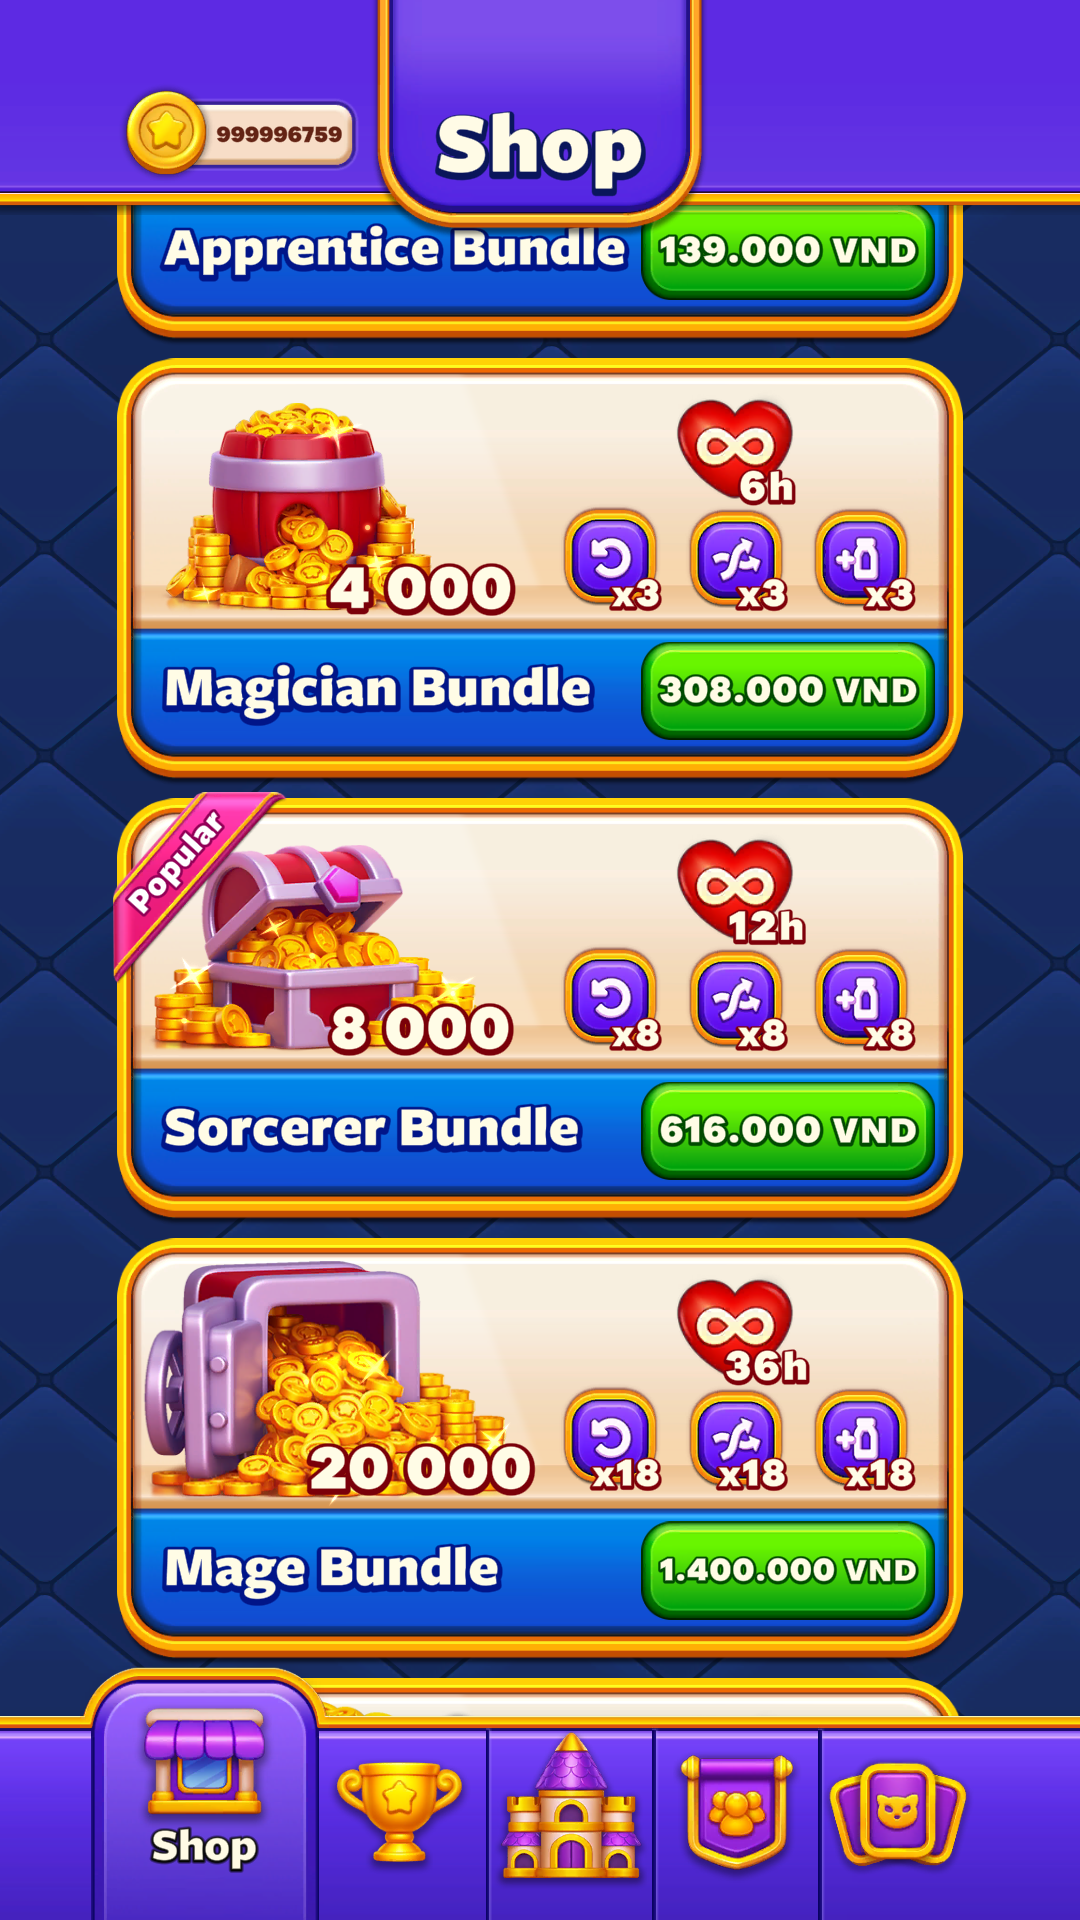 999996759
Shop
Apprentice Bundle
139.000 VND
6h
4 000
x3
x3
x3
Magician Bundle
308.000 VND
Popular
12h
8 000
x8
x8
x8
Sorcerer Bundle
616.000 VND
36h
20 000
x18
x18
x18
Mage Bundle
1.400.000 VND
Shop